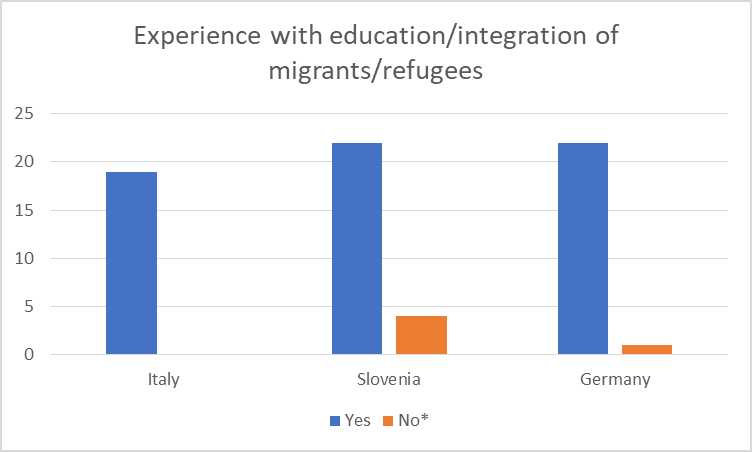 Experience with education/integration of
migrants/refugees
25
20
15
10
5
0
Italy
Slovenia
Germany
Yes
No*